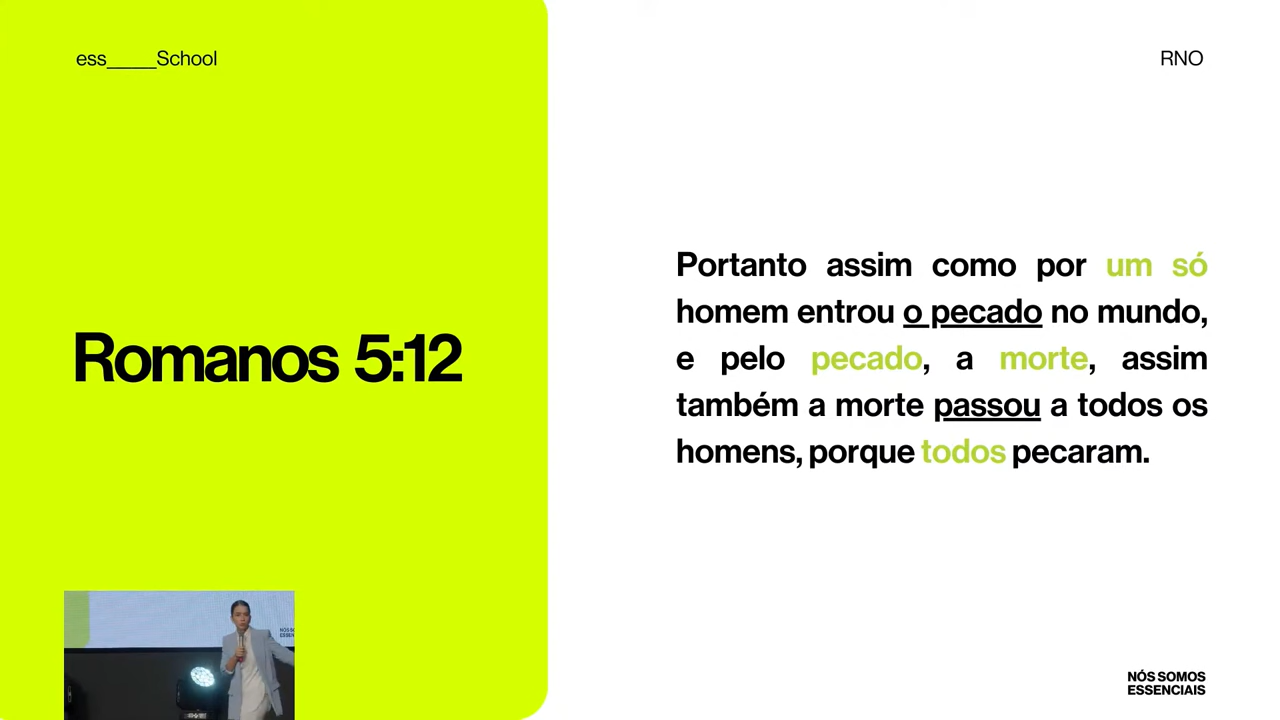 ess_____School
RNO
Romanos 5:12
Portanto assim como por um só
homem entrou o pecado no mundo,
e pelo pecado, a morte, assim
também a morte passou a todos os
homens, porque todos pecaram.
NÓS SOMOS
ESSENCIAIS